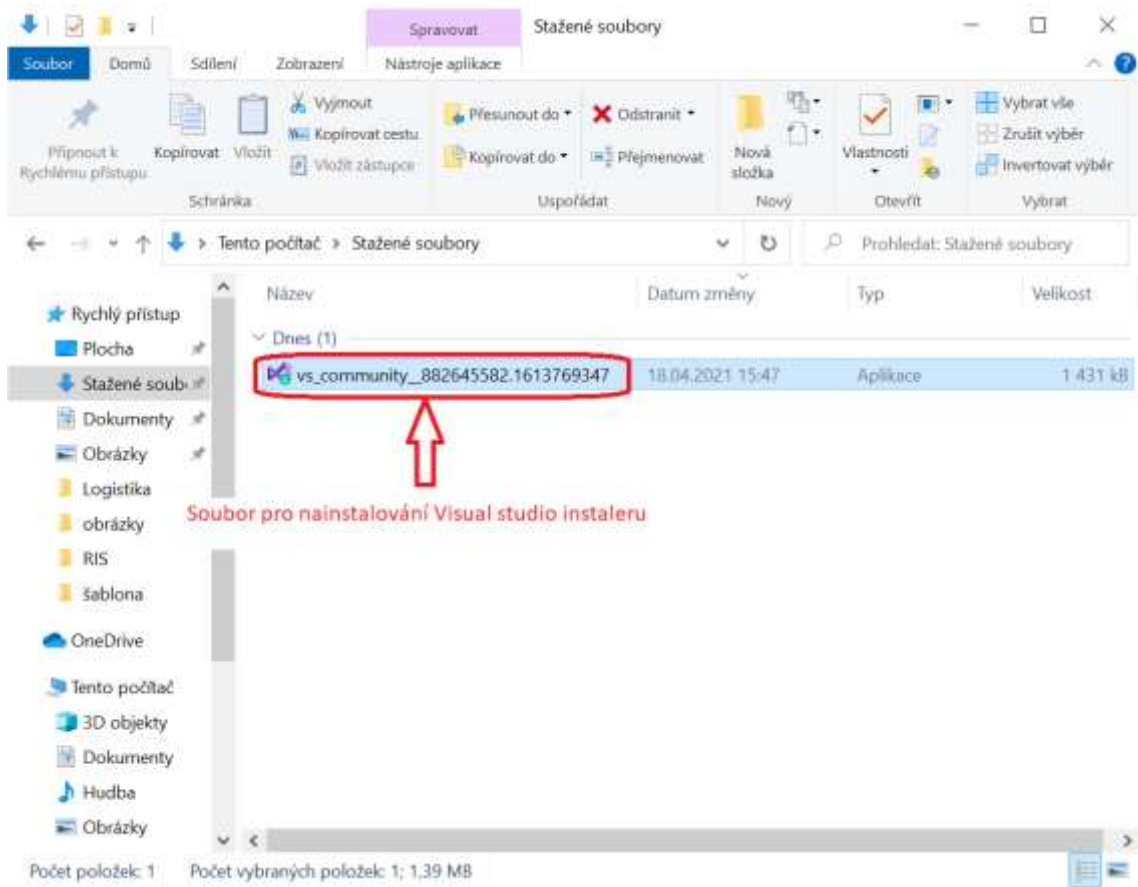 Spravovat
Stažené soubory
Soubor
Domů
Sdílení
Zobrazení
Nástroje aplikace
Připnout k
Rychlému přístupu
Kopírovat
Vložit
Vyjmout
Kopírovat cestu
Vložit zástupce
Schránka
Přesunout do
Kopírovat do
Odstranit
Přejmenovat
Uspořádat
Nová
složka
Nový
Vlastnosti
Otevřít
Vybrat vše
Zrušit výběr
Invertovat výběr
Vybrat
> Tento počítač > Stažené soubory
Prohledat: Stažené soubory
Název
Datum změny
Typ
Velikost
Dnes (1)
vs_community__882645582.1613769347
18.04.2021 15:47
Aplikace
1 431 kB
Soubor pro nainstalování Visual studio instaleru
Rychlý přístup
Plocha
Stažené soub
Dokumenty
Obrázky
Logistika
obrázky
RIS
šablona
OneDrive
Tento počítač
3D objekty
Dokumenty
Hudba
Obrázky
Počet položek: 1
Počet vybraných položek: 1; 1,39 MB